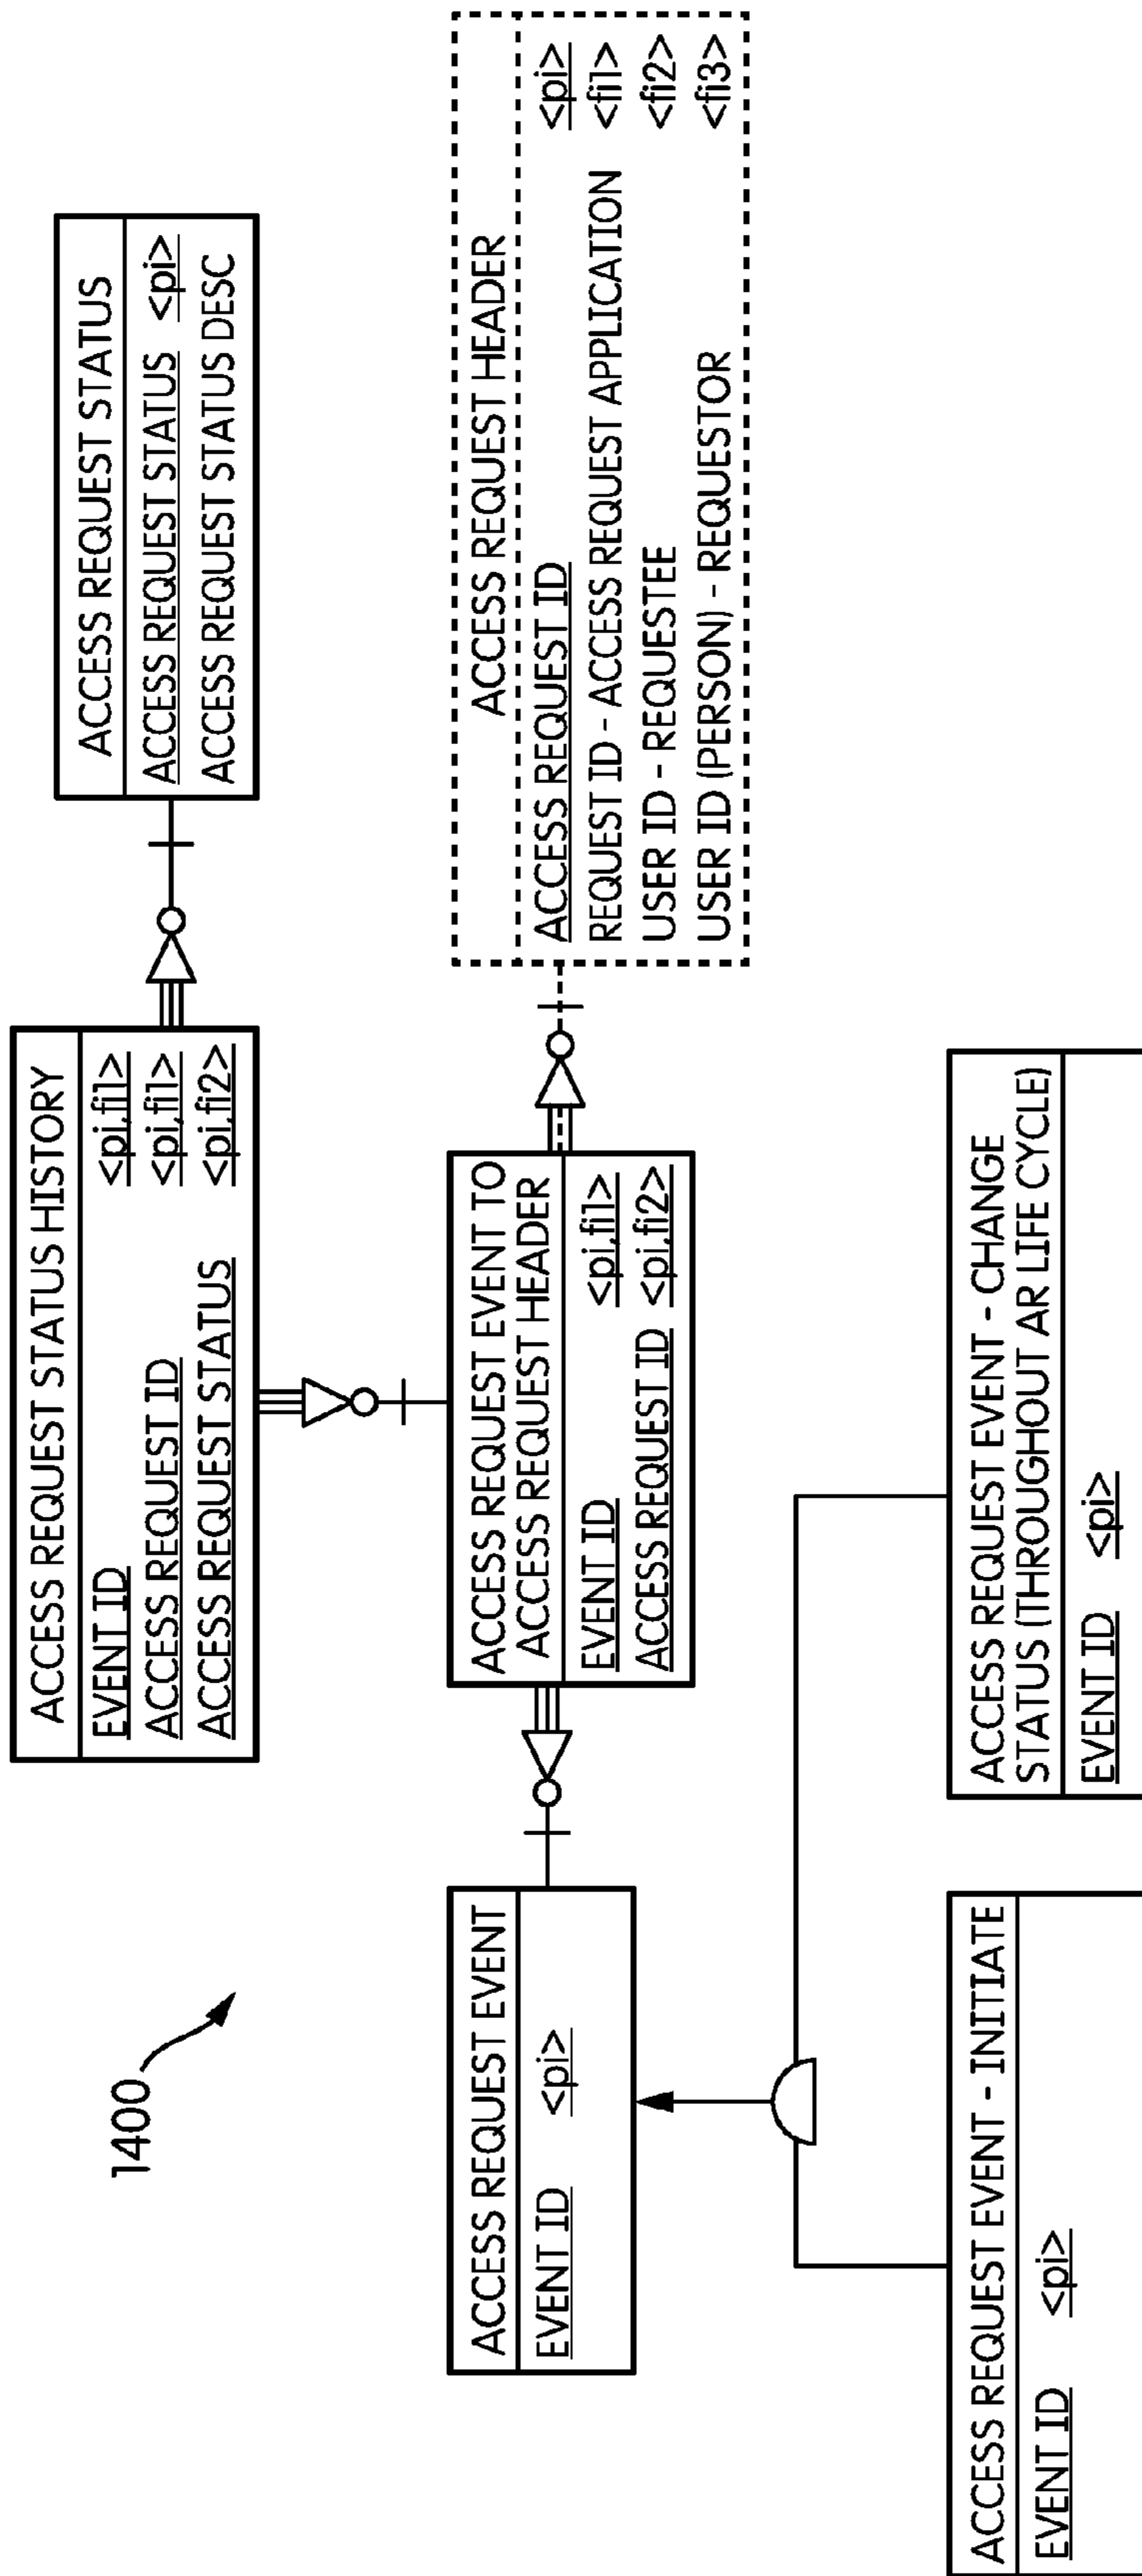 1400
ACCESS REQUEST STATUS HISTORY
EVENT ID <pi,fi1>
ACCESS REQUEST ID <pi,fi1>
ACCESS REQUEST STATUS <pi,fi2>
ACCESS REQUEST STATUS
ACCESS REQUEST STATUS <pi>
ACCESS REQUEST STATUS DESC
ACCESS REQUEST EVENT
EVENT ID <pi>
ACCESS REQUEST EVENT TO
ACCESS REQUEST HEADER
EVENT ID <pi,fi1>
ACCESS REQUEST ID <pi,fi2>
ACCESS REQUEST HEADER
ACCESS REQUEST ID <pi>
REQUEST ID - ACCESS REQUEST APPLICATION <fi1>
USER ID - REQUESTEE <fi2>
USER ID (PERSON) - REQUESTOR <fi3>
ACCESS REQUEST EVENT - INITIATE
EVENT ID <pi>
ACCESS REQUEST EVENT - CHANGE
STATUS (THROUGHOUT AR LIFE CYCLE)
EVENT ID <pi>